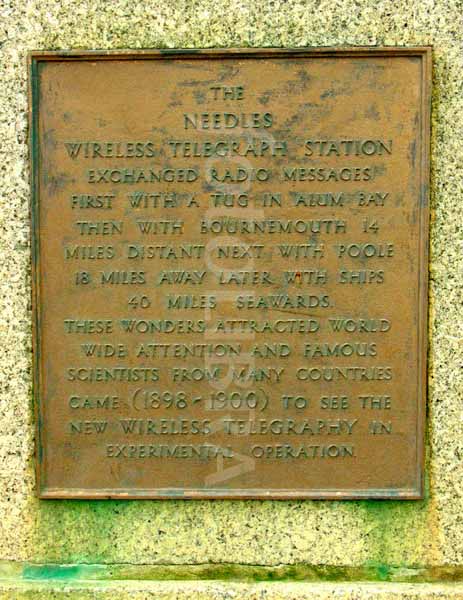 THE
NEEDLES
WIRELESS TELEGRAPH STATION
EXCHANGED RADIO MESSAGES
FIRST WITH A TUG IN ALUM BAY
THEN WITH BOURNEMOUTH 14
MILES DISTANT NEXT WITH POOLE
18 MILES AWAY LATER WITH SHIPS
40 MILES SEAWARDS.
THESE WONDERS ATTRACTED WORLD
WIDE ATTENTION AND FAMOUS
SCIENTISTS FROM MANY COUNTRIES
CAME (1898~1900) TO SEE THE
NEW WIRELESS TELEGRAPHY IN
EXPERIMENTAL OPERATION.